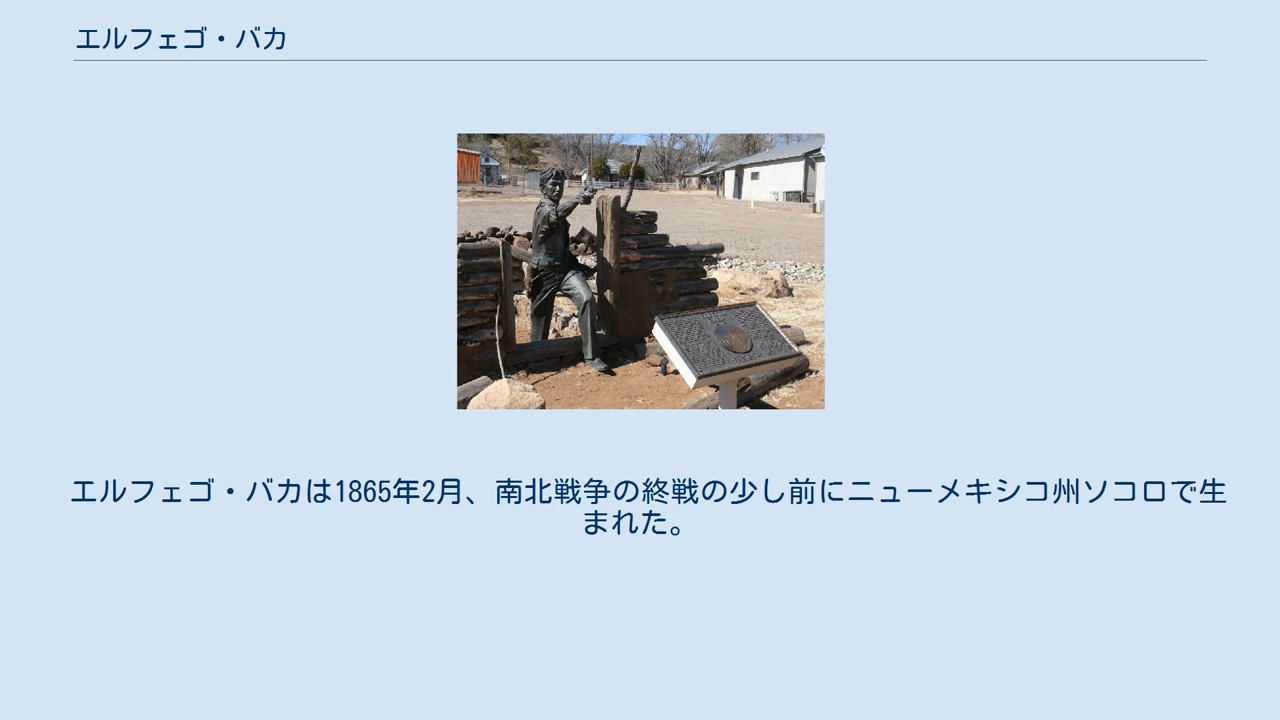 エルフェゴ・バカ
エルフェゴ・バカは1865年2月、南北戦争の終戦の少し前にニューメキシコ州ソコロで生
まれた。